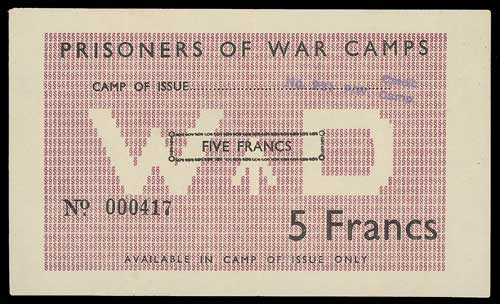 PRISONERS OF WAR CAMPS
CAMP OF ISSUE
W D
FIVE FRANCS
No. 000417
5 Francs
AVAILABLE IN CAMP OF ISSUE ONLY